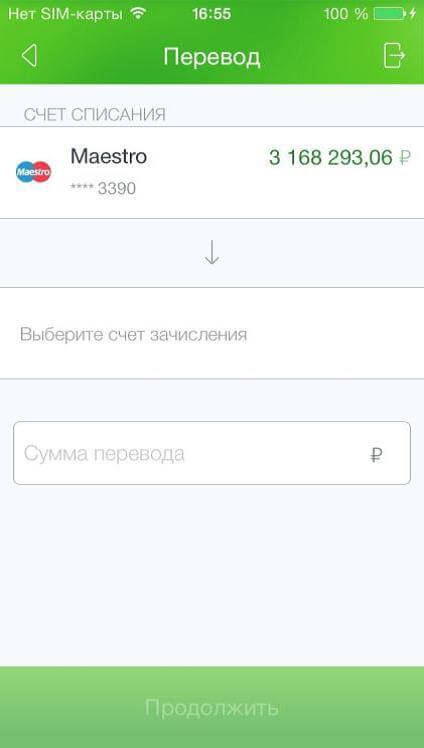 Нет SIM-карты 16:55 100 %
Перевод
СЧЕТ СПИСАНИЯ
Maestro 3 168 293,06 ₽
Maestro
**** 3390
Выберите счет зачисления
Сумма перевода ₽
Продолжить